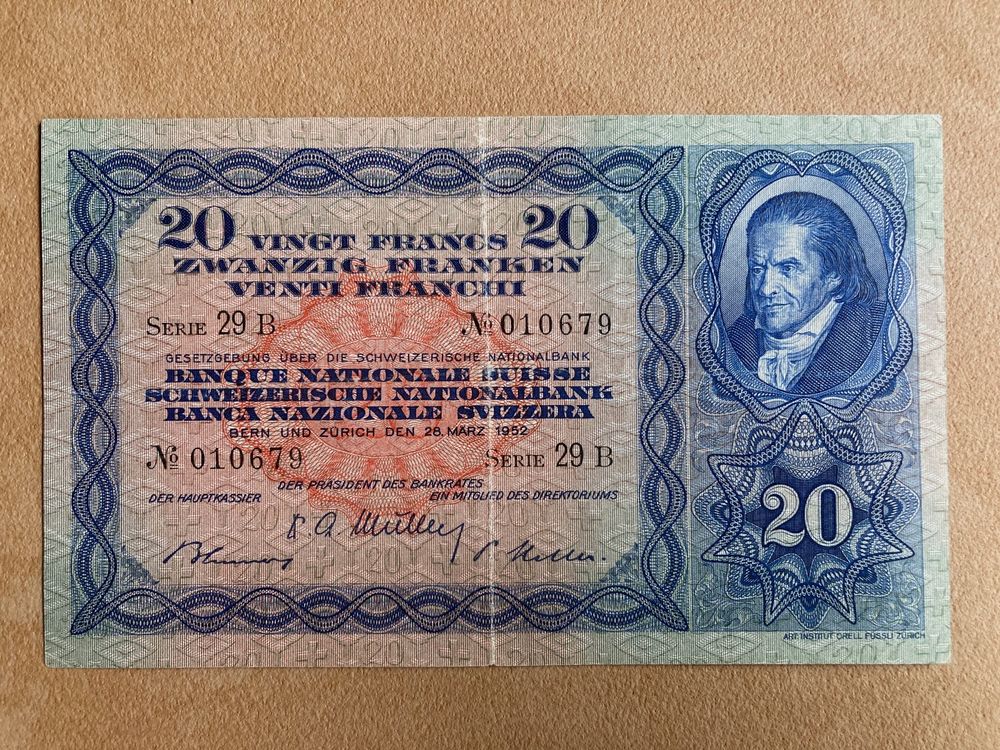 20 VINGT FRANCS 20
ZWANZIG FRANKEN
VENTI FRANCHI
SERIE 29 B № 010679
GESETZGEBUNG ÜBER DIE SCHWEIZERISCHE NATIONALBANK
BANQUE NATIONALE SUISSE
SCHWEIZERISCHE NATIONALBANK
BANCA NAZIONALE SVIZZERA
BERN UND ZÜRICH DEN 28. MÄRZ 1952
№ 010679 SERIE 29 B
DER PRÄSIDENT DES BANKRATES
DER HAUPTKASSIER EIN MITGLIED DES DIREKTORIUMS
20
ART. INSTITUT ORELL FÜSSLI ZÜRICH